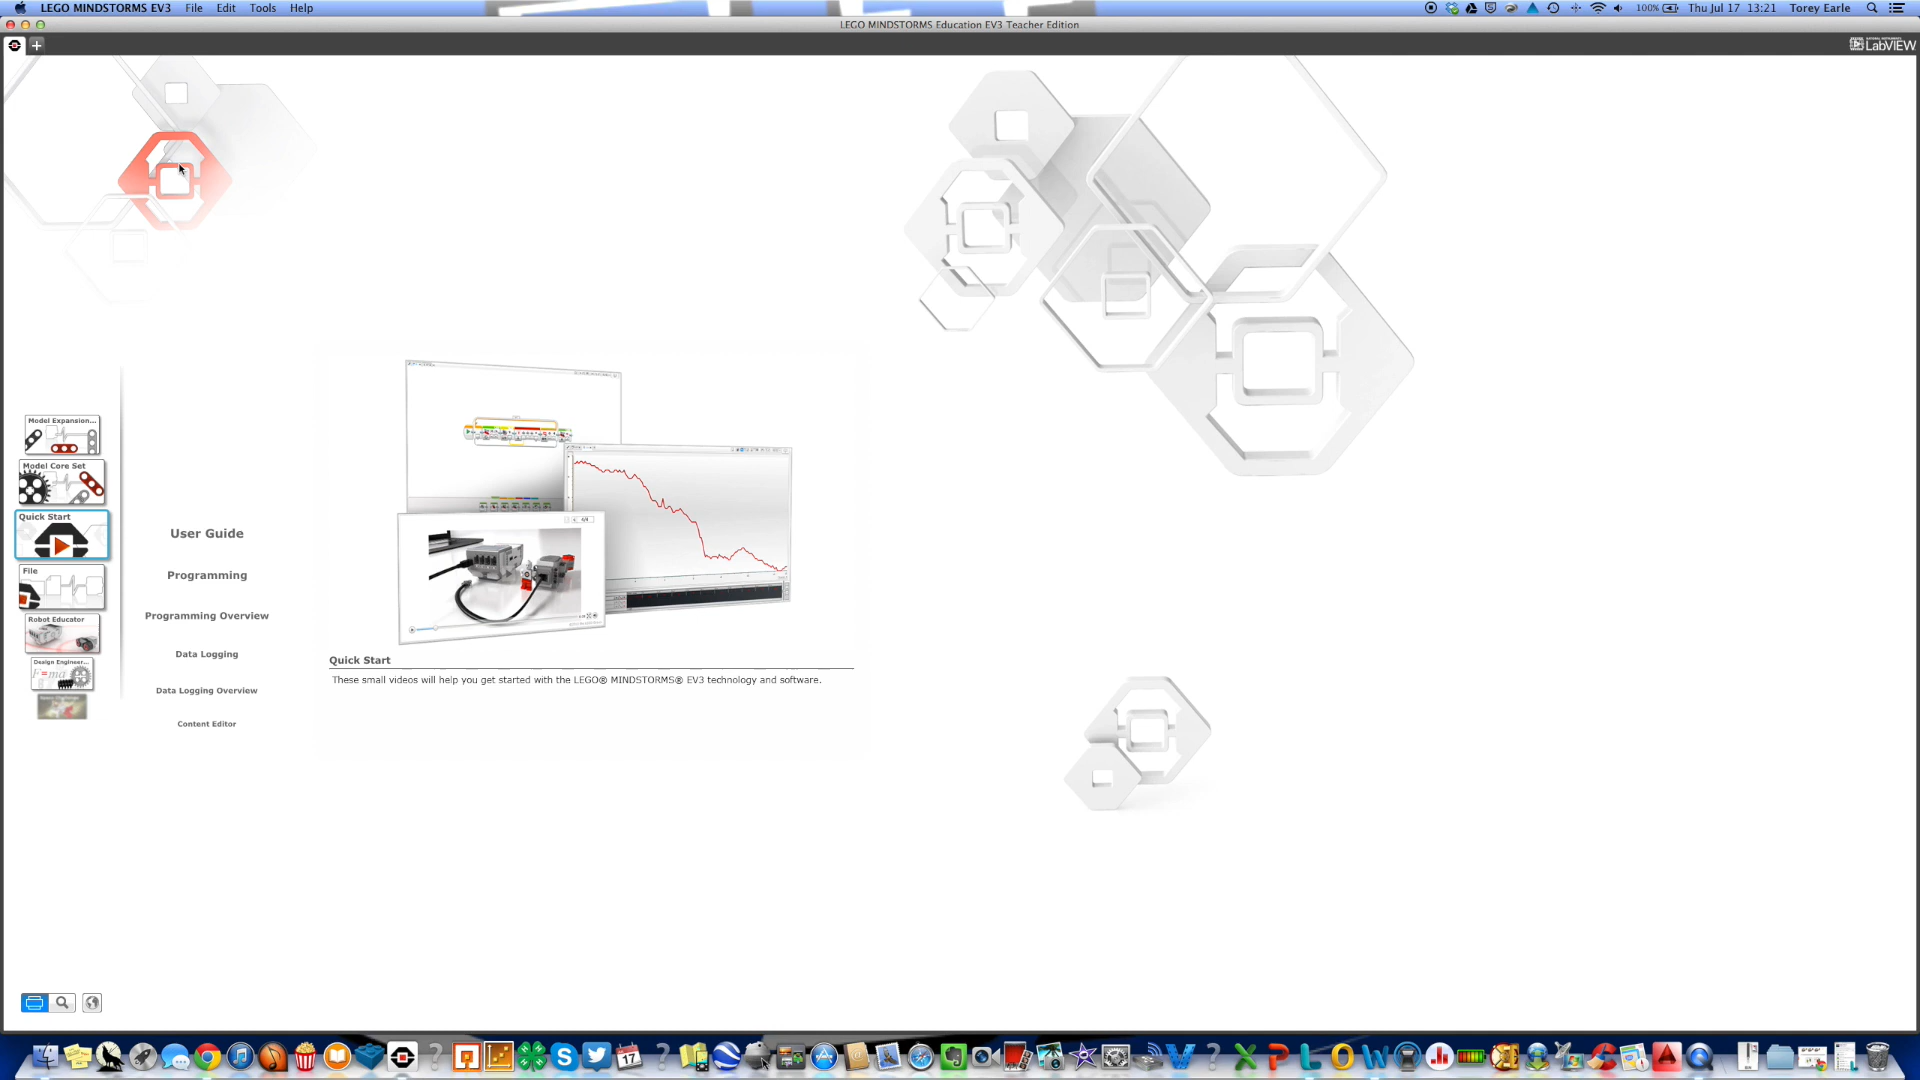 LEGO MINDSTORMS EV3 File Edit Tools Help 100% Thu Jul 17 13:21 Torey Earle
LEGO MINDSTORMS Education EV3 Teacher Edition
LabVIEW
Model Expansion...
Model Core Set
Quick Start
File
Robot Educator
Design Engineer...
User Guide
Programming
Programming Overview
Data Logging
Data Logging Overview
Content Editor
Quick Start
These small videos will help you get started with the LEGO® MINDSTORMS® EV3 technology and software.
17